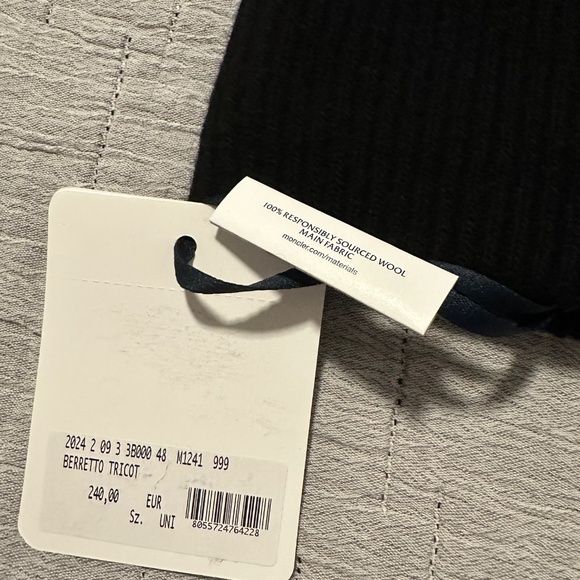 100% RESPONSIBLY SOURCED WOOL
MAIN FABRIC
moncler.com/materials
2024 2 09 3 3B000 48 M1241 999
BERRETTO TRICOT
240,00 EUR
Sz. UNI
8055724764228